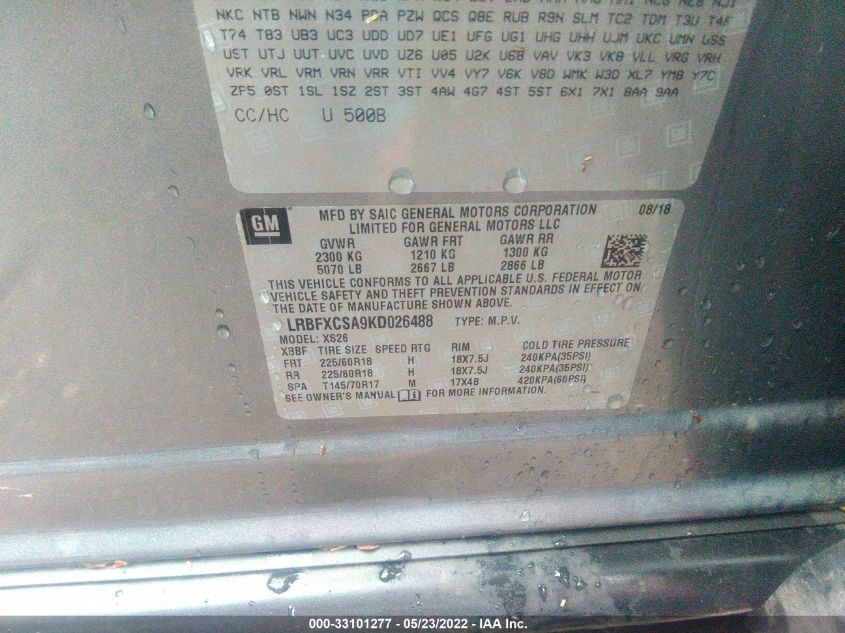 NKC NTB NWN N34 PZW QCS RUB R9N SLM TC2 TDM T3U
T74 T83 UB3 UC3 UDD UD7 UE1 UFG UG1 UHG UHH UJM UKC UMN USS
UST UTJ UUT UVC UVD UZ6 U05 U2K U68 VAV VK3 VK8 VLL VRG VRH
VRK VRL VRM VRN VRR VTI VV4 VY7 V6K V8D WMK W3D XL7 YM8 Y7C
ZF5 0ST 1SL 1SZ 2ST 3ST 4AW 4G7 4ST 5ST 6X1 7X1 8AA 9AA
CC/HC U 500B
GM
MFD BY SAIC GENERAL MOTORS CORPORATION 08/18
LIMITED FOR GENERAL MOTORS LLC
GVWR GAWR FRT GAWR RR
2300 KG 1210 KG 1300 KG
5070 LB 2667 LB 2866 LB
THIS VEHICLE CONFORMS TO ALL APPLICABLE U.S. FEDERAL MOTOR
VEHICLE SAFETY AND THEFT PREVENTION STANDARDS IN EFFECT ON
THE DATE OF MANUFACTURE SHOWN ABOVE.
LRBFXCSA9KD026488 TYPE: M.P.V.
MODEL: XS26
XBBF TIRE SIZE SPEED RTG RIM COLD TIRE PRESSURE
FRT 225/60R18 H 18X7.5J 240KPA(35PSI)
RR 225/60R18 H 18X7.5J 240KPA(35PSI)
SPA T145/70R17 M 17X4B 420KPA(60PSI)
SEE OWNER'S MANUAL FOR MORE INFORMATION.
000-33101277 - 05/23/2022 - IAA Inc.